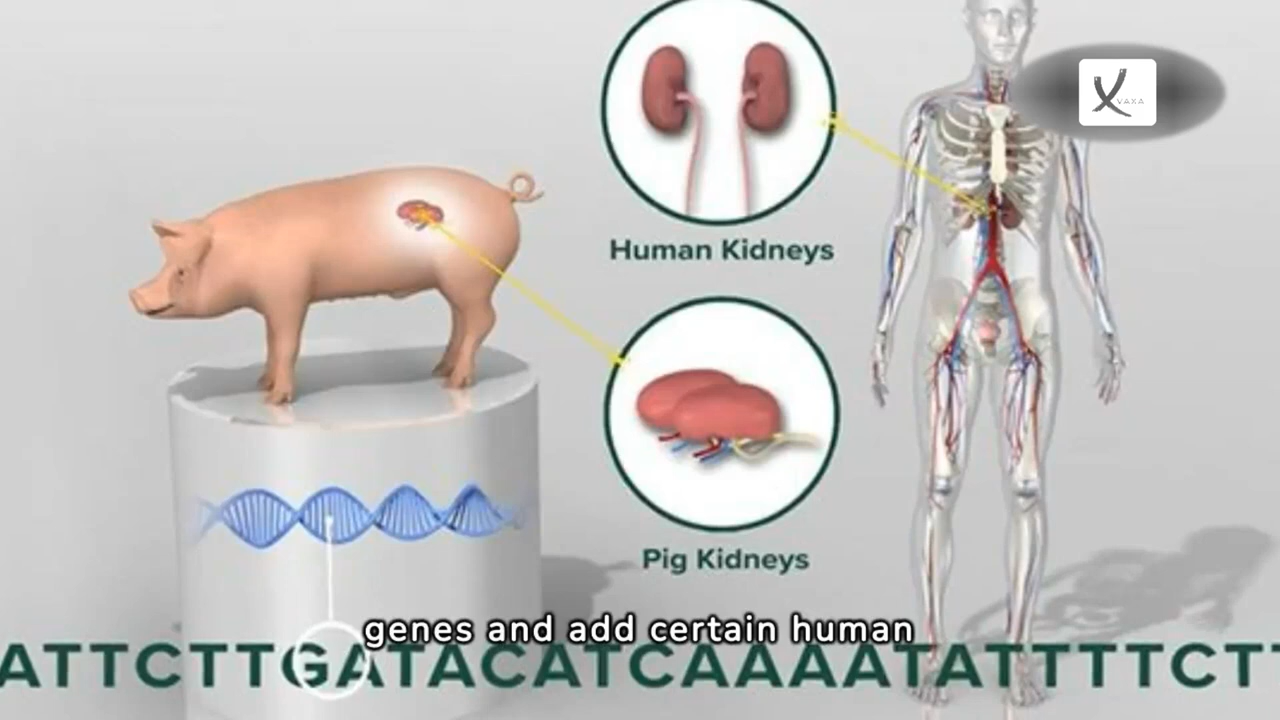 VAXA
Human Kidneys
Pig Kidneys
genes and add certain human
ATTCTTGATACATCAAAATATTTTCTT